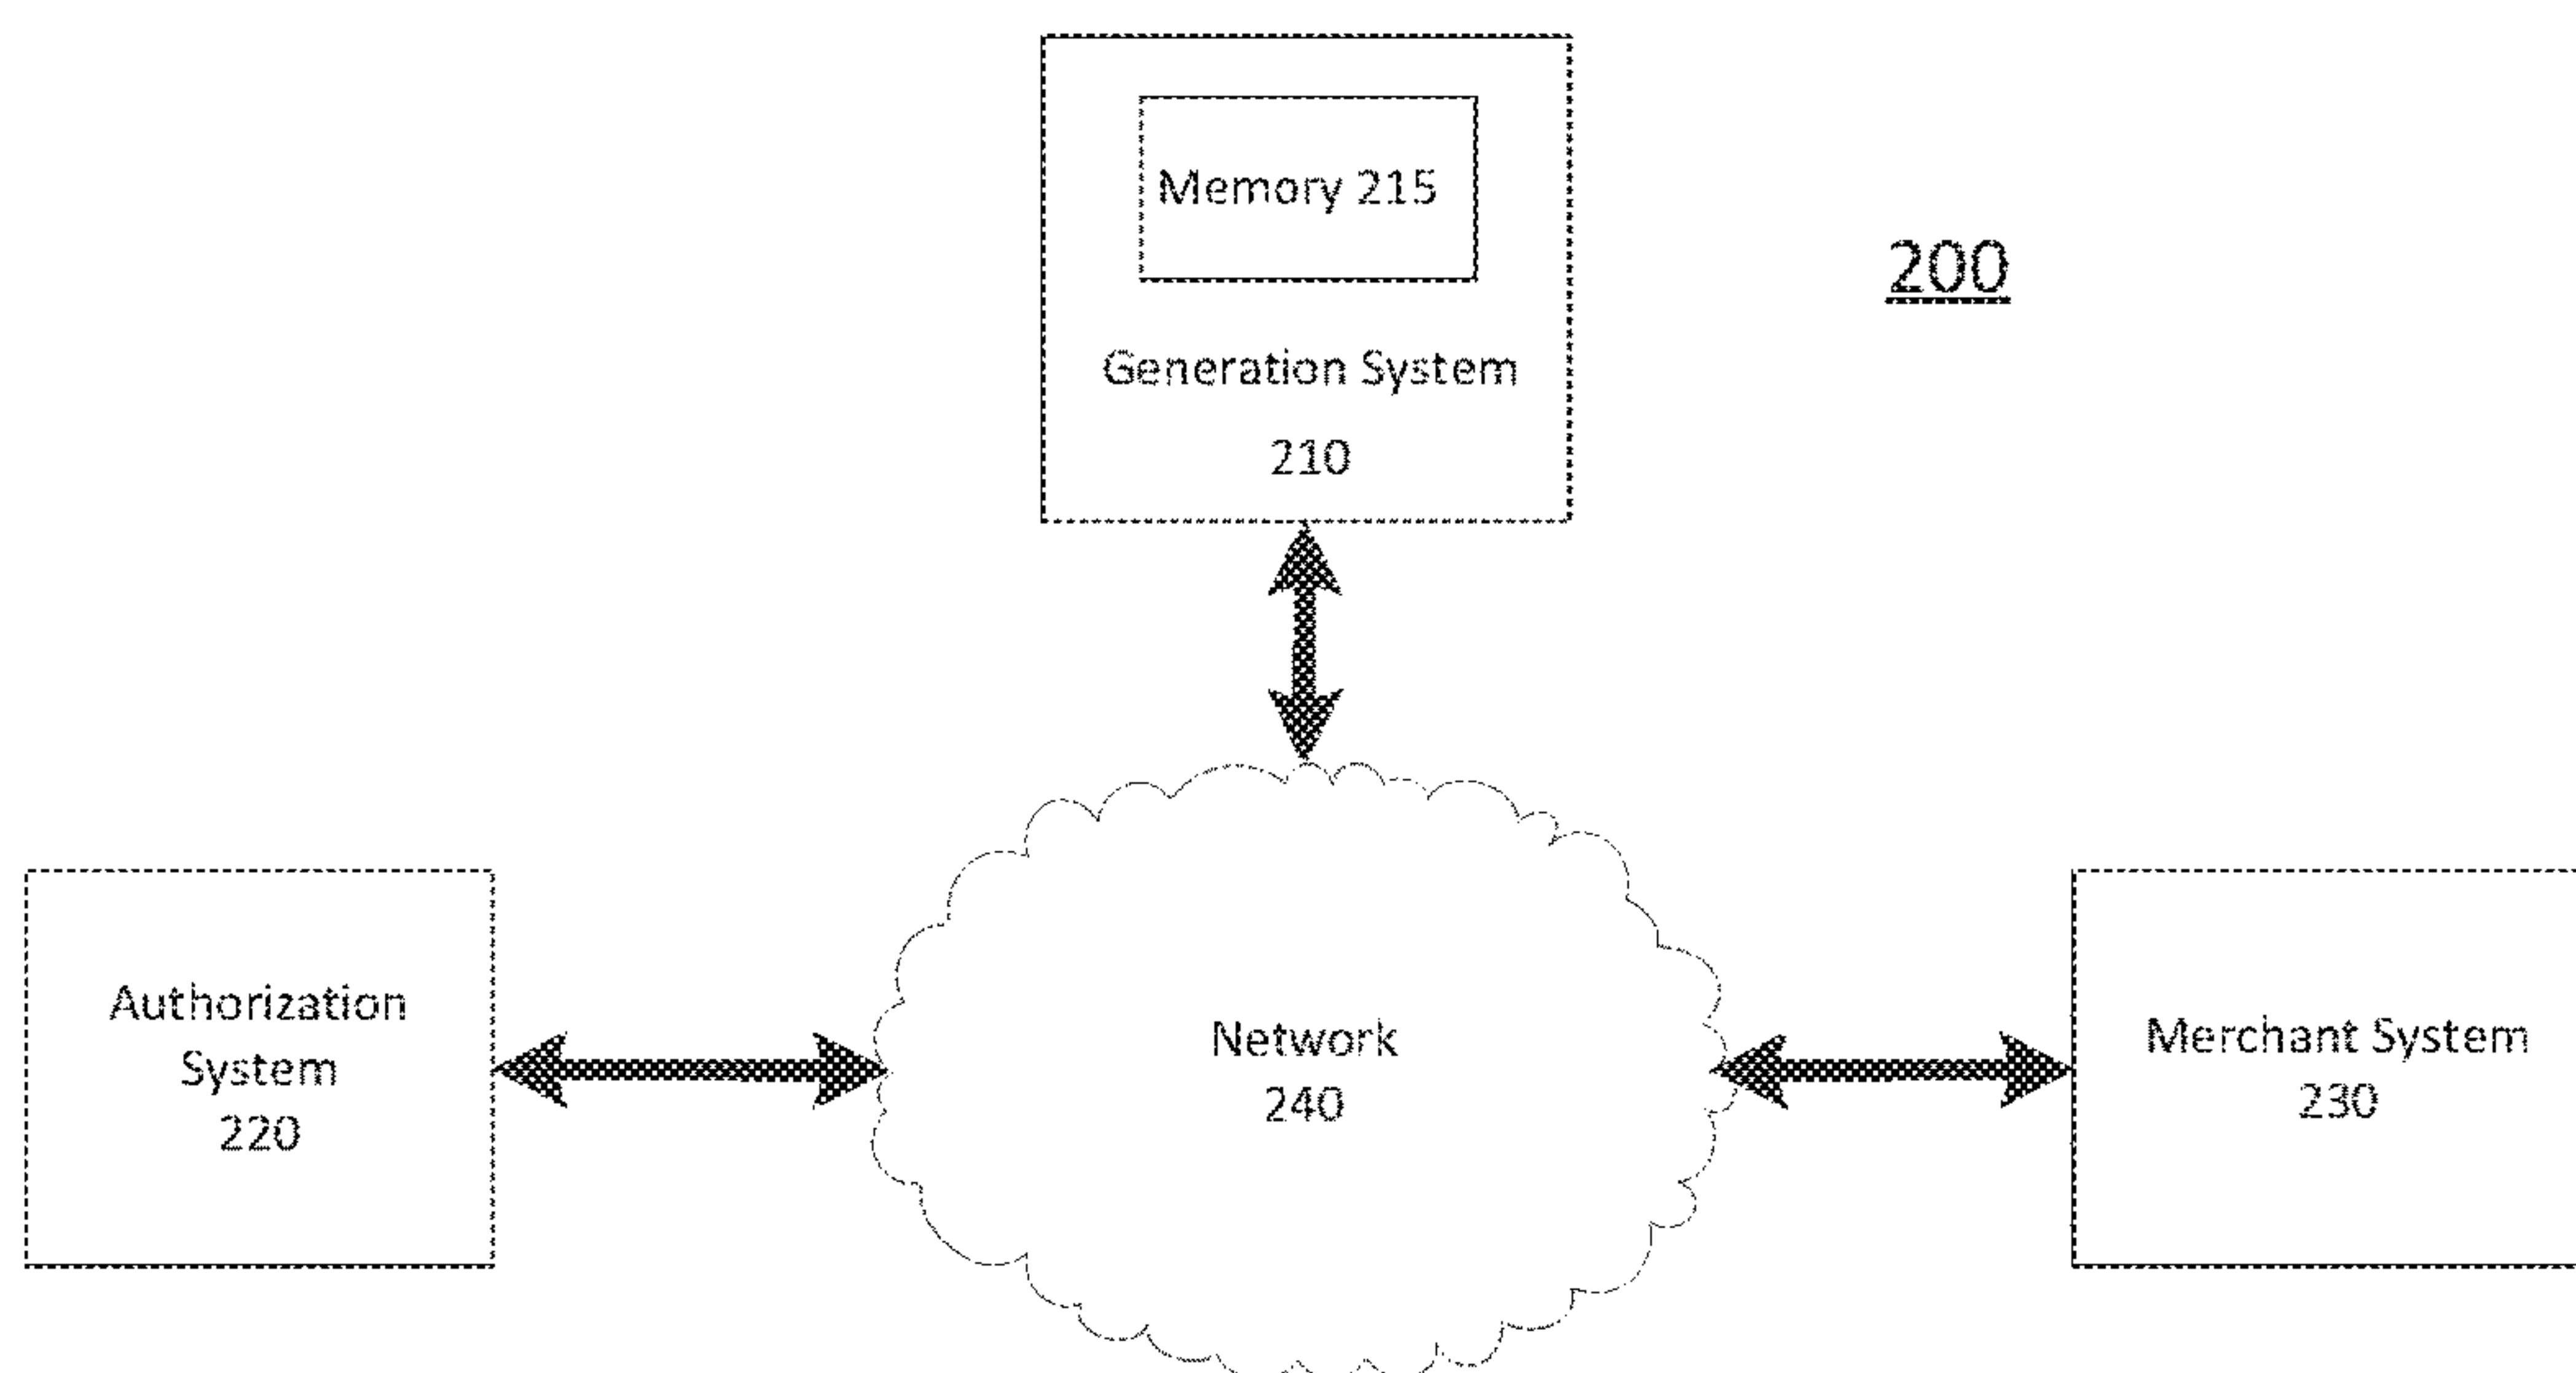 Memory 215
200
Generation System
210
Authorization
System
220
Network
240
Merchant System
230